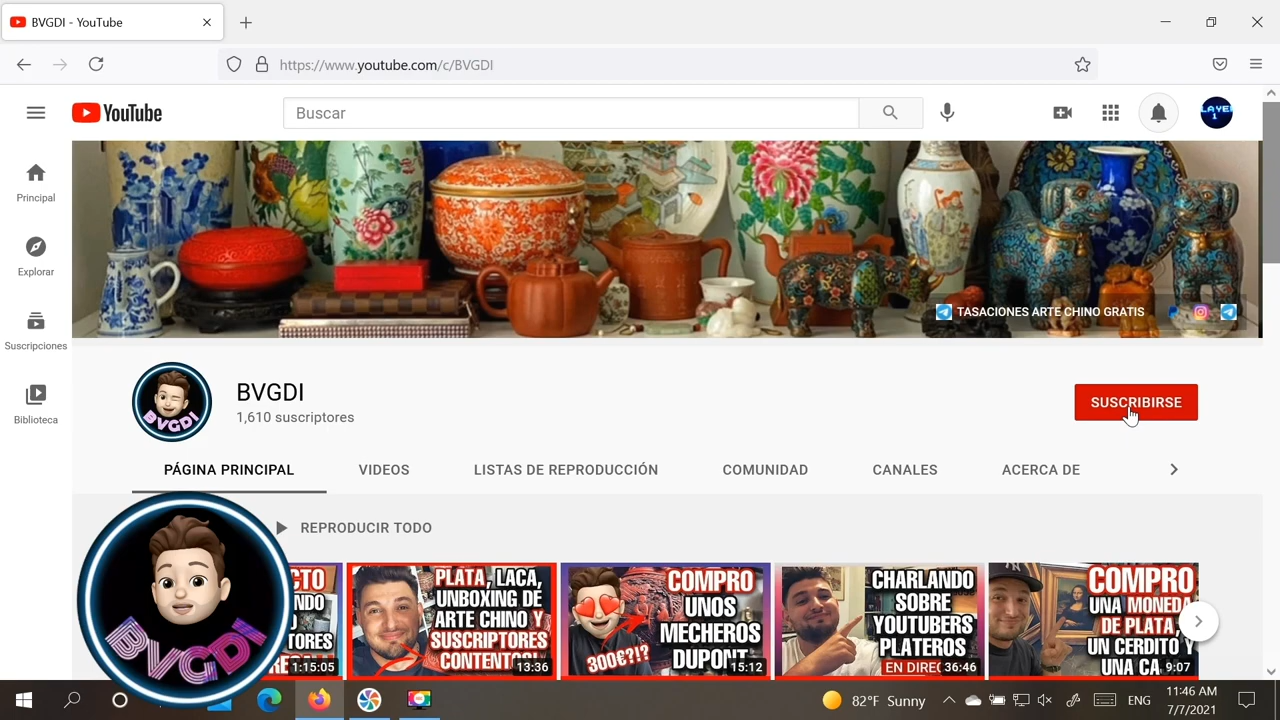 BVGDI - YouTube
https://www.youtube.com/c/BVGDI
YouTube
Buscar
LAYER
1
Principal
Explorar
Suscripciones
Biblioteca
TASACIONES ARTE CHINO GRATIS
BVGDI
BVGDI
1,610 suscriptores
SUSCRIBIRSE
PÁGINA PRINCIPAL
VIDEOS
LISTAS DE REPRODUCCIÓN
COMUNIDAD
CANALES
ACERCA DE
REPRODUCIR TODO
BVGDI
1:15:05
PLATA, LACA,
UNBOXING DE
ARTE CHINO Y
SUSCRIPTORES
CONTENTOS!
13:36
COMPRO
UNOS
MECHEROS
DUPONT
300€?!?
15:12
CHARLANDO
SOBRE
YOUTUBERS
PLATEROS
EN DIREC
36:46
COMPRO
UNA MONEDA
DE PLATA,
UN CERDITO Y
UNA CA
9:07
82°F Sunny
ENG
11:46 AM
7/7/2021